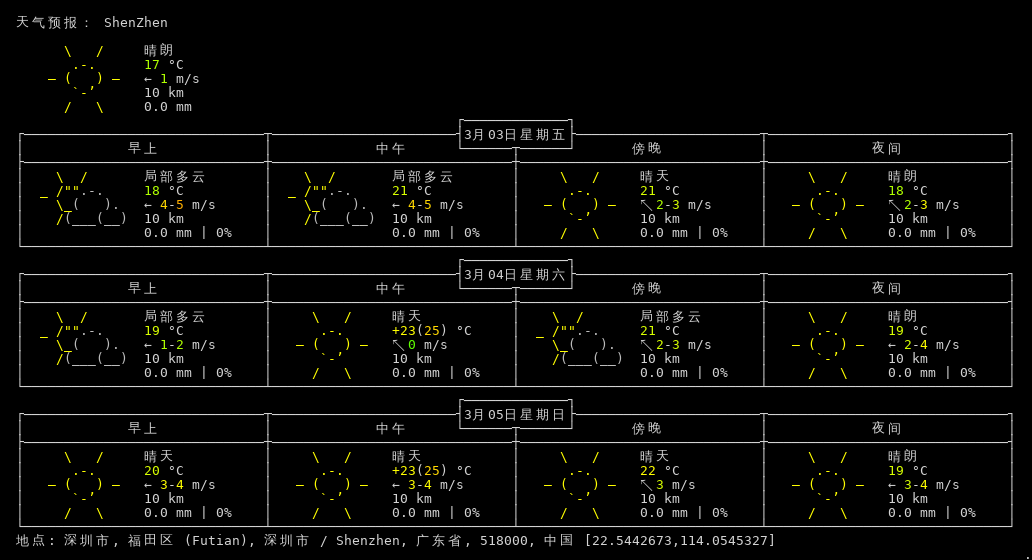 天气预报： ShenZhen
晴朗
17 °C
← 1 m/s
10 km
0.0 mm
3月03日星期五
早上 中午 傍晚 夜间
局部多云 局部多云 晴天 晴朗
18 °C 21 °C 21 °C 18 °C
← 4-5 m/s ← 4-5 m/s ↖ 2-3 m/s ↖ 2-3 m/s
10 km 10 km 10 km 10 km
0.0 mm | 0% 0.0 mm | 0% 0.0 mm | 0% 0.0 mm | 0%
3月04日星期六
早上 中午 傍晚 夜间
局部多云 晴天 局部多云 晴朗
19 °C +23(25) °C 21 °C 19 °C
← 1-2 m/s ↖ 0 m/s ↖ 2-3 m/s ← 2-4 m/s
10 km 10 km 10 km 10 km
0.0 mm | 0% 0.0 mm | 0% 0.0 mm | 0% 0.0 mm | 0%
3月05日星期日
早上 中午 傍晚 夜间
晴天 晴天 晴天 晴朗
20 °C +23(25) °C 22 °C 19 °C
← 3-4 m/s ← 3-4 m/s ↖ 3 m/s ← 3-4 m/s
10 km 10 km 10 km 10 km
0.0 mm | 0% 0.0 mm | 0% 0.0 mm | 0% 0.0 mm | 0%
地点: 深圳市, 福田区 (Futian), 深圳市 / Shenzhen, 广东省, 518000, 中国 [22.5442673,114.0545327]